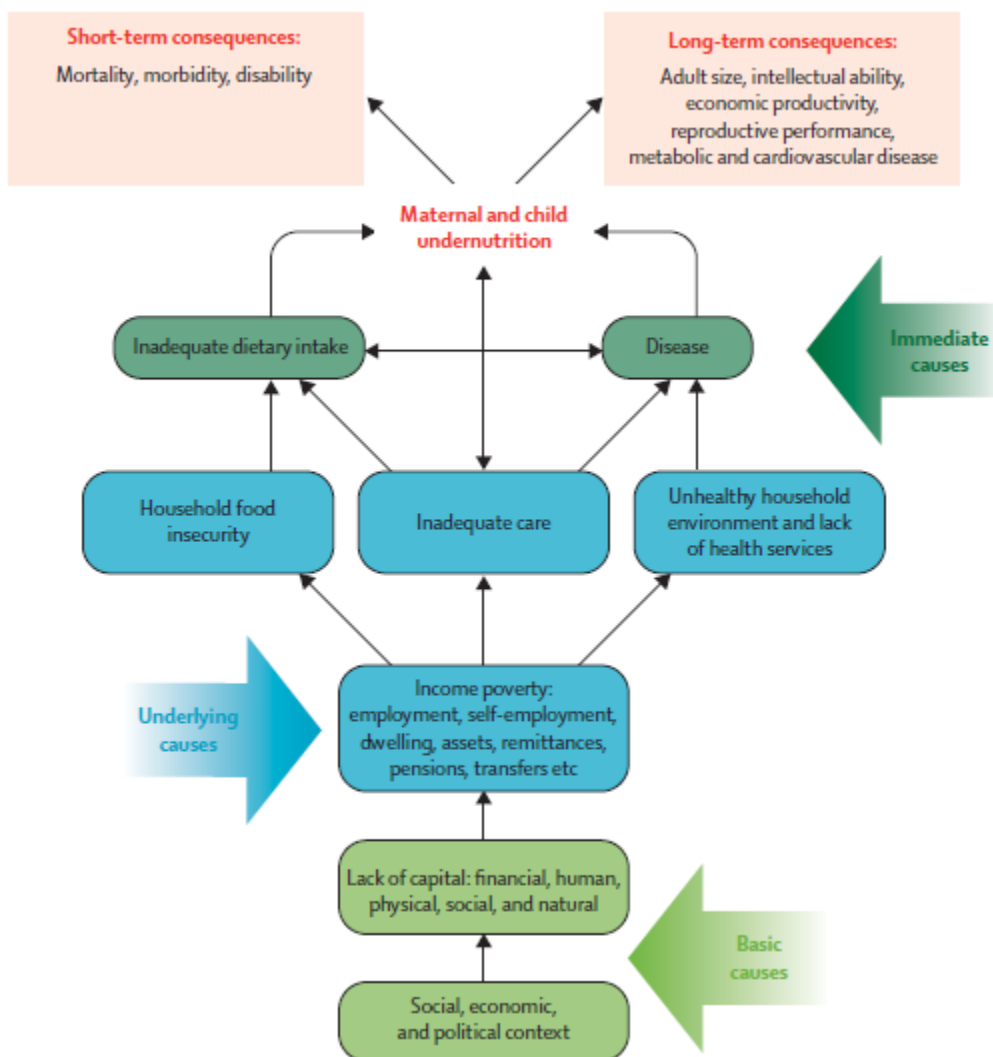 Short-term consequences:
Mortality, morbidity, disability
Long-term consequences:
Adult size, intellectual ability,
economic productivity,
reproductive performance,
metabolic and cardiovascular disease
Maternal and child
undernutrition
Inadequate dietary intake
Disease
Immediate
causes
Household food
insecurity
Inadequate care
Unhealthy household
environment and lack
of health services
Underlying
causes
Income poverty:
employment, self-employment,
dwelling, assets, remittances,
pensions, transfers etc
Lack of capital: financial, human,
physical, social, and natural
Basic
causes
Social, economic,
and political context